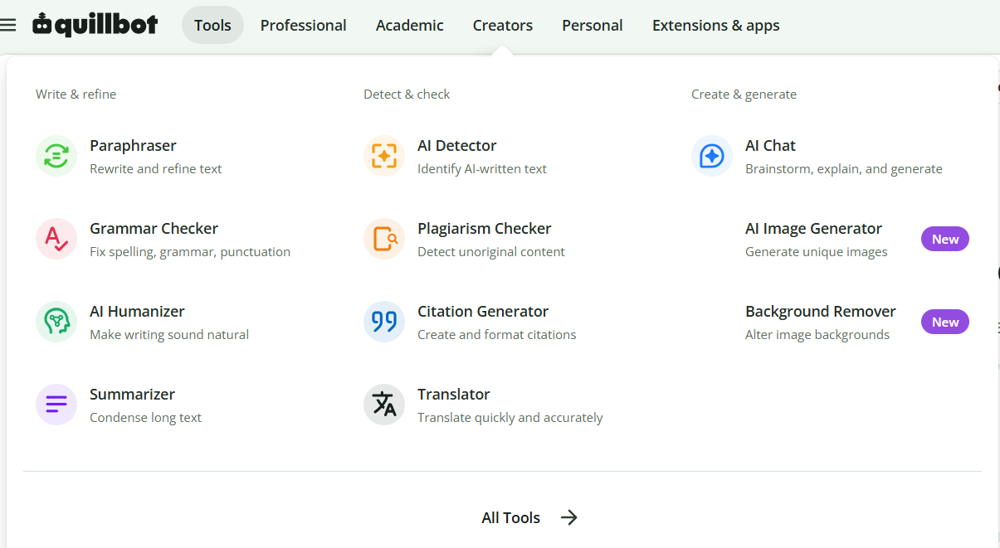 quillbot
Tools
Professional
Academic
Creators
Personal
Extensions & apps
Write & refine
Paraphraser
Rewrite and refine text
Grammar Checker
Fix spelling, grammar, punctuation
AI Humanizer
Make writing sound natural
Summarizer
Condense long text
Detect & check
AI Detector
Identify AI-written text
Plagiarism Checker
Detect unoriginal content
Citation Generator
Create and format citations
Translator
Translate quickly and accurately
Create & generate
AI Chat
Brainstorm, explain, and generate
AI Image Generator
Generate unique images
New
Background Remover
Alter image backgrounds
New
All Tools